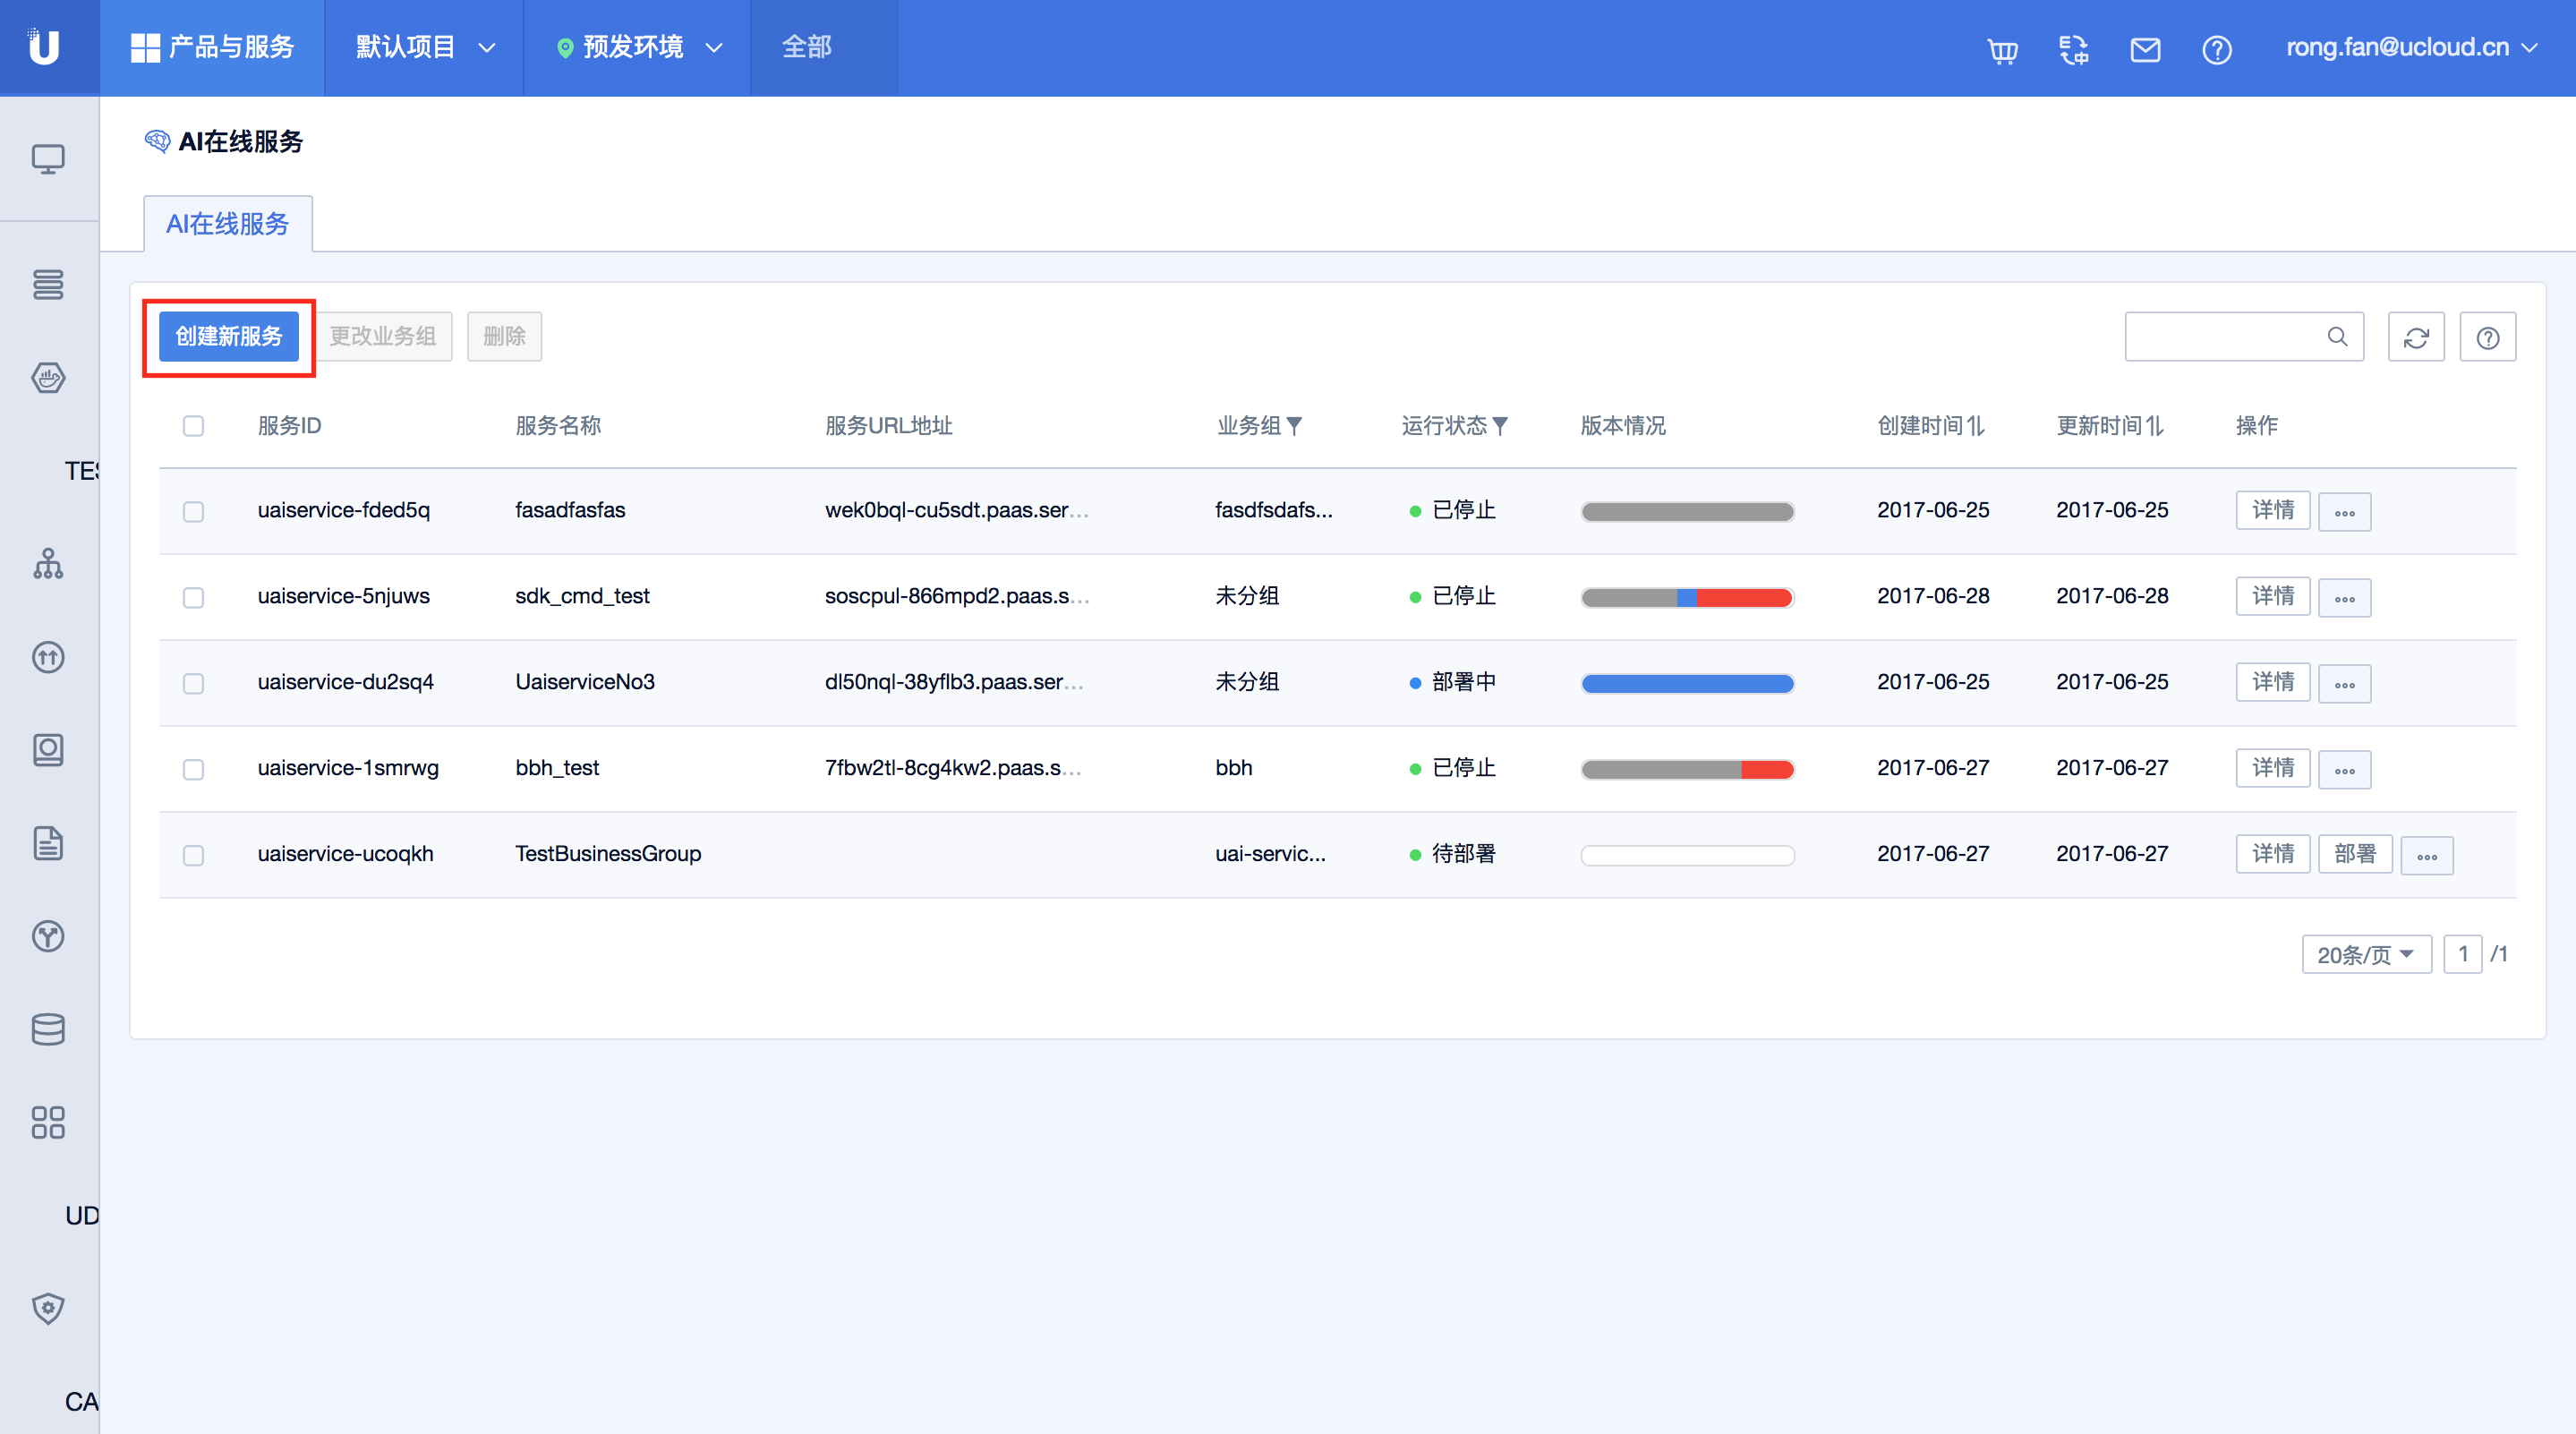 U 产品与服务 默认项目 预发环境 全部 rong.fan@ucloud.cn
AI在线服务
AI在线服务
创建新服务 更改业务组 删除
服务ID 服务名称 服务URL地址 业务组 运行状态 版本情况 创建时间 更新时间 操作
TES
uaiservice-fded5q fasadfasfas wek0bql-cu5sdt.paas.ser... fasdfsdafs... 已停止 2017-06-25 2017-06-25 详情
uaiservice-5njuws sdk_cmd_test soscpul-866mpd2.paas.s... 未分组 已停止 2017-06-28 2017-06-28 详情
uaiservice-du2sq4 UaiserviceNo3 dl50nql-38yflb3.paas.ser... 未分组 部署中 2017-06-25 2017-06-25 详情
uaiservice-1smrwg bbh_test 7fbw2tl-8cg4kw2.paas.s... bbh 已停止 2017-06-27 2017-06-27 详情
uaiservice-ucoqkh TestBusinessGroup uai-servic... 待部署 2017-06-27 2017-06-27 详情 部署
20条/页 1 /1
UD
CA